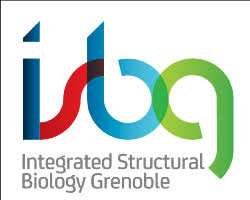 isbg
Integrated Structural
Biology Grenoble